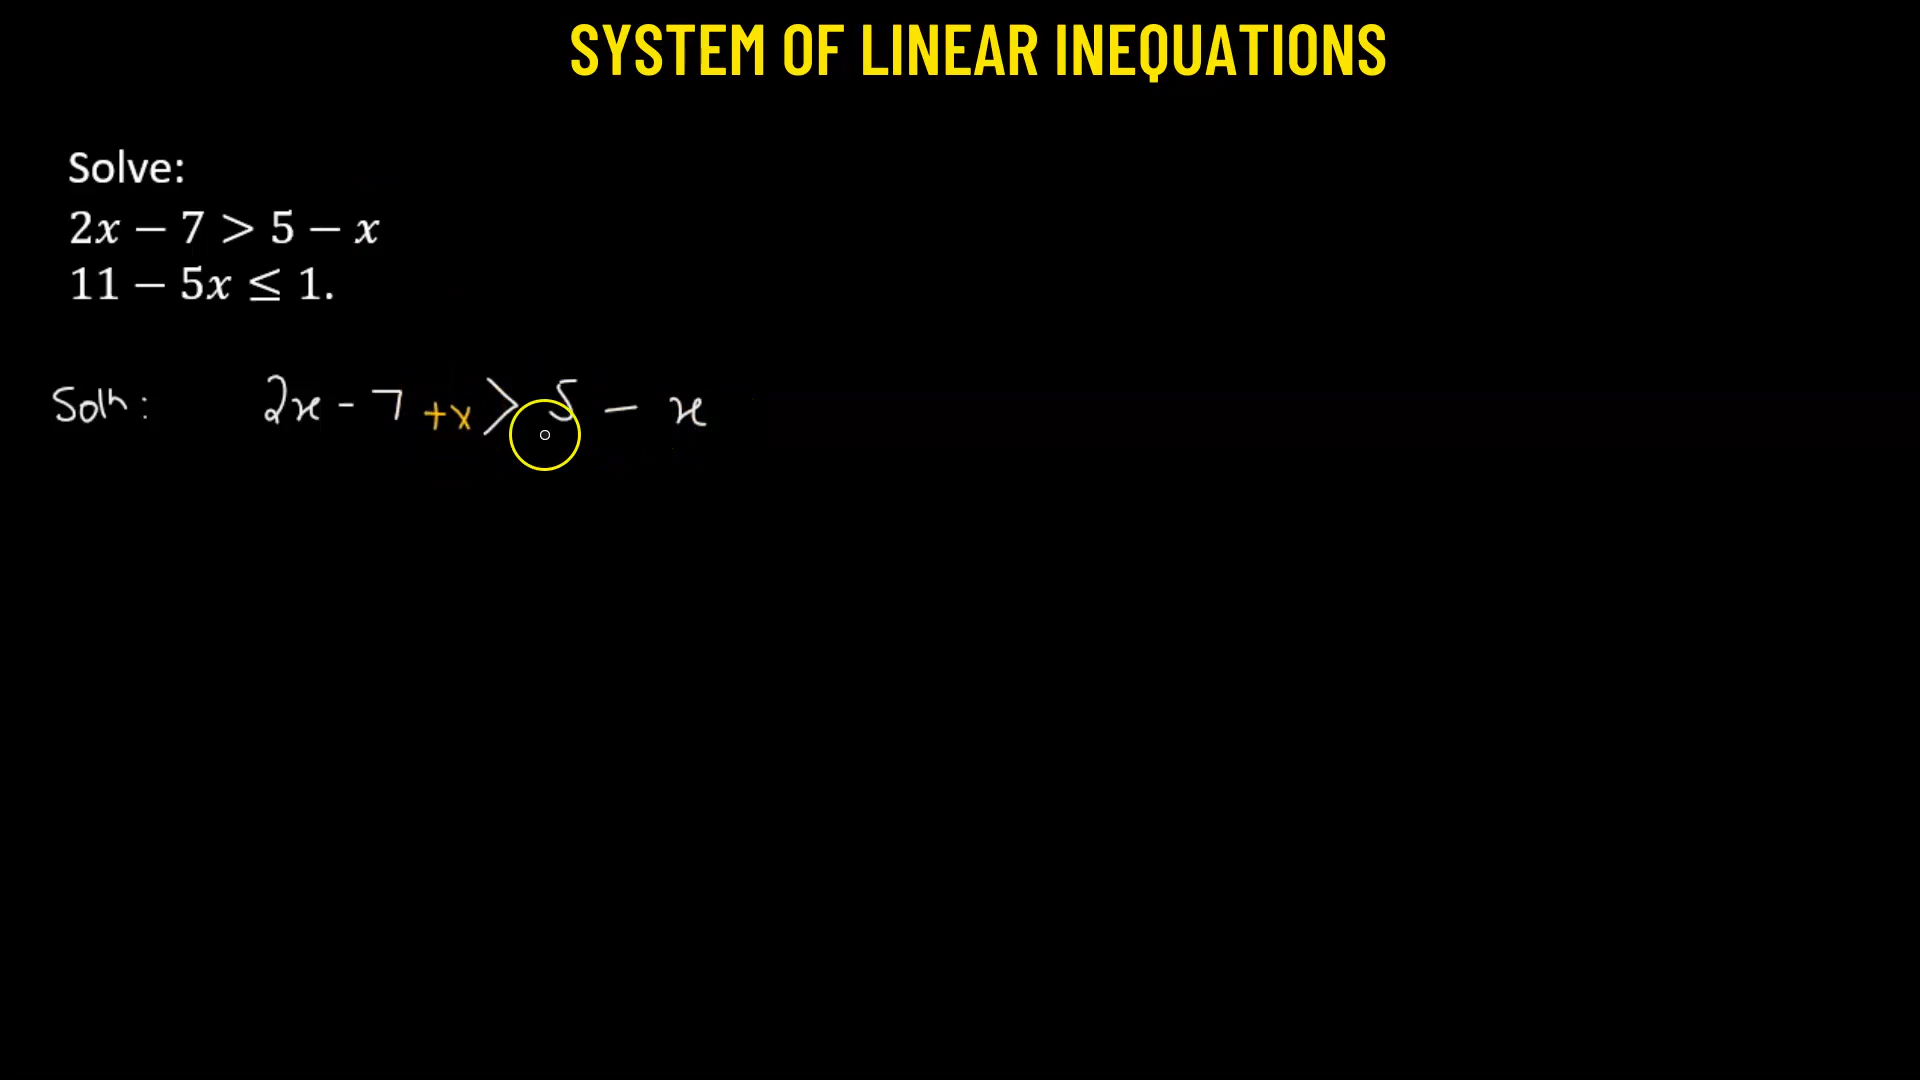 SYSTEM OF LINEAR INEQUATIONS
Solve:
2x − 7 > 5 − x
11 − 5x ≤ 1.
Soln: 2x - 7 +x > 5 - x